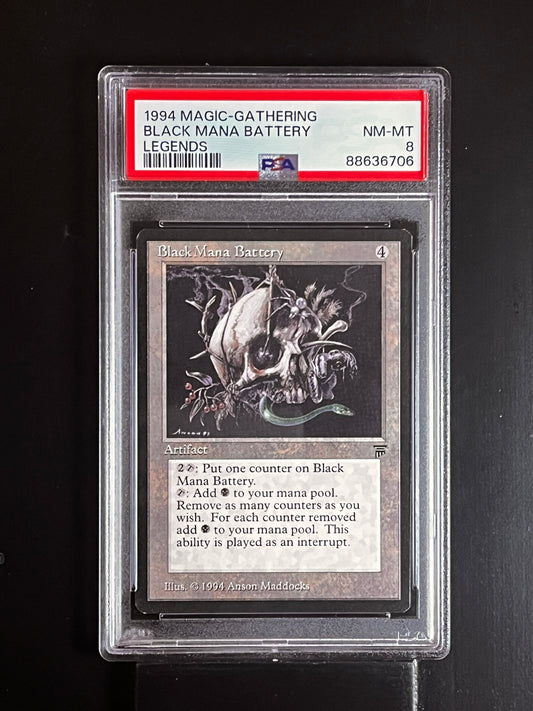 1994 MAGIC-GATHERING
BLACK MANA BATTERY NM-MT
LEGENDS 8
PSA 88636706
Black Mana Battery 4
Anson 93
Artifact
2 : Put one counter on Black
Mana Battery.
: Add to your mana pool.
Remove as many counters as you
wish. For each counter removed
add to your mana pool. This
ability is played as an interrupt.
Illus. © 1994 Anson Maddocks